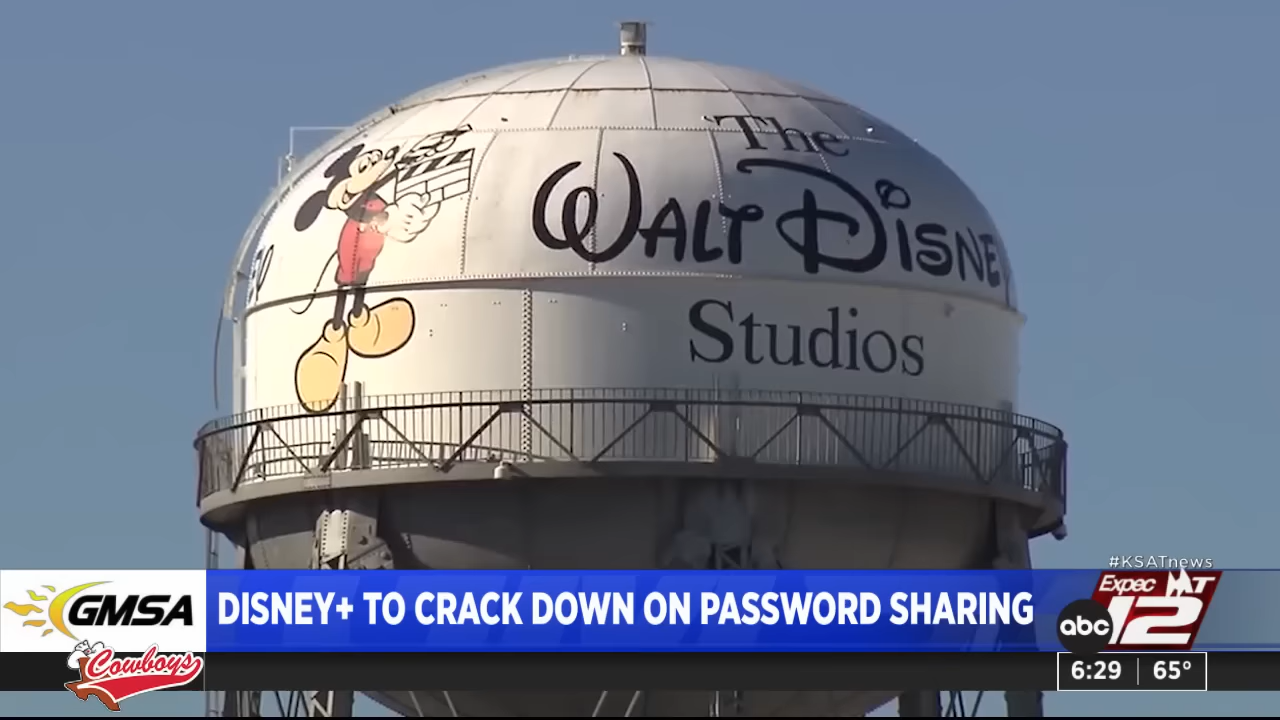 The
WALT DISNEY
Studios
#KSATnews
GMSA
DISNEY+ TO CRACK DOWN ON PASSWORD SHARING
abc
12
Cowboys
6:29 65°